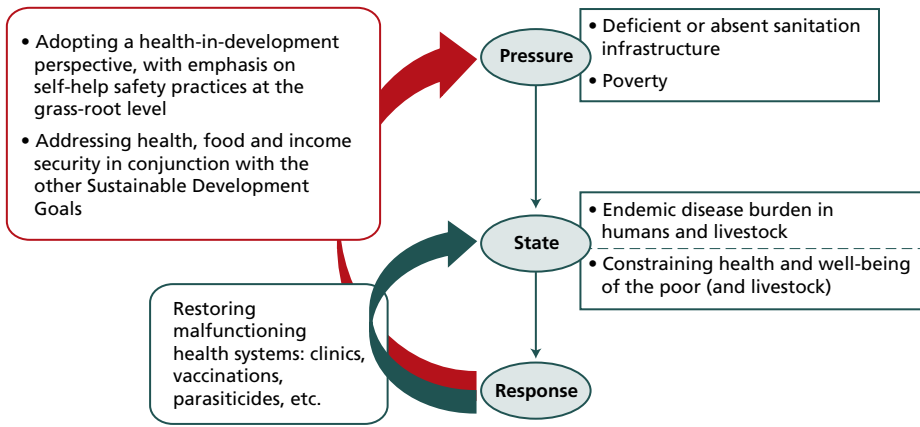 • Adopting a health-in-development
perspective, with emphasis on
self-help safety practices at the
grass-root level
• Addressing health, food and income
security in conjunction with the
other Sustainable Development
Goals
Pressure
• Deficient or absent sanitation
infrastructure
• Poverty
State
• Endemic disease burden in
humans and livestock
• Constraining health and well-being
of the poor (and livestock)
Restoring
malfunctioning
health systems: clinics,
vaccinations,
parasiticides, etc.
Response